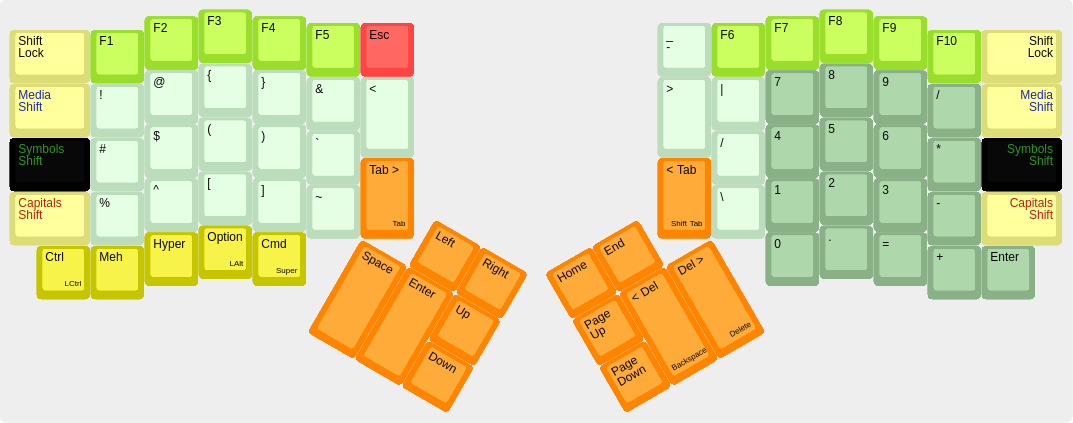 Shift
Lock
F1
F2
F3
F4
F5
Esc
Media
Shift
!
@
{
}
&
<
Symbols
Shift
#
$
(
)
`
Capitals
Shift
%
^
[
]
~
Tab >
Tab
Ctrl
LCtrl
Meh
Hyper
Option
LAlt
Cmd
Super
Space
Enter
Left
Right
Up
Down
_
-
F6
F7
F8
F9
F10
Shift
Lock
>
|
7
8
9
/
Media
Shift
/
4
5
6
*
Symbols
Shift
< Tab
Shift Tab
\
1
2
3
-
Capitals
Shift
0
.
=
+
Enter
Home
End
Page
Up
Page
Down
< Del
Backspace
Del >
Delete